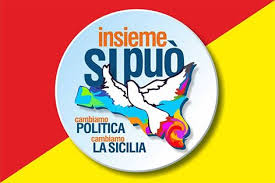 insieme
si può
cambiamo
POLITICA
cambiamo
LA SICILIA